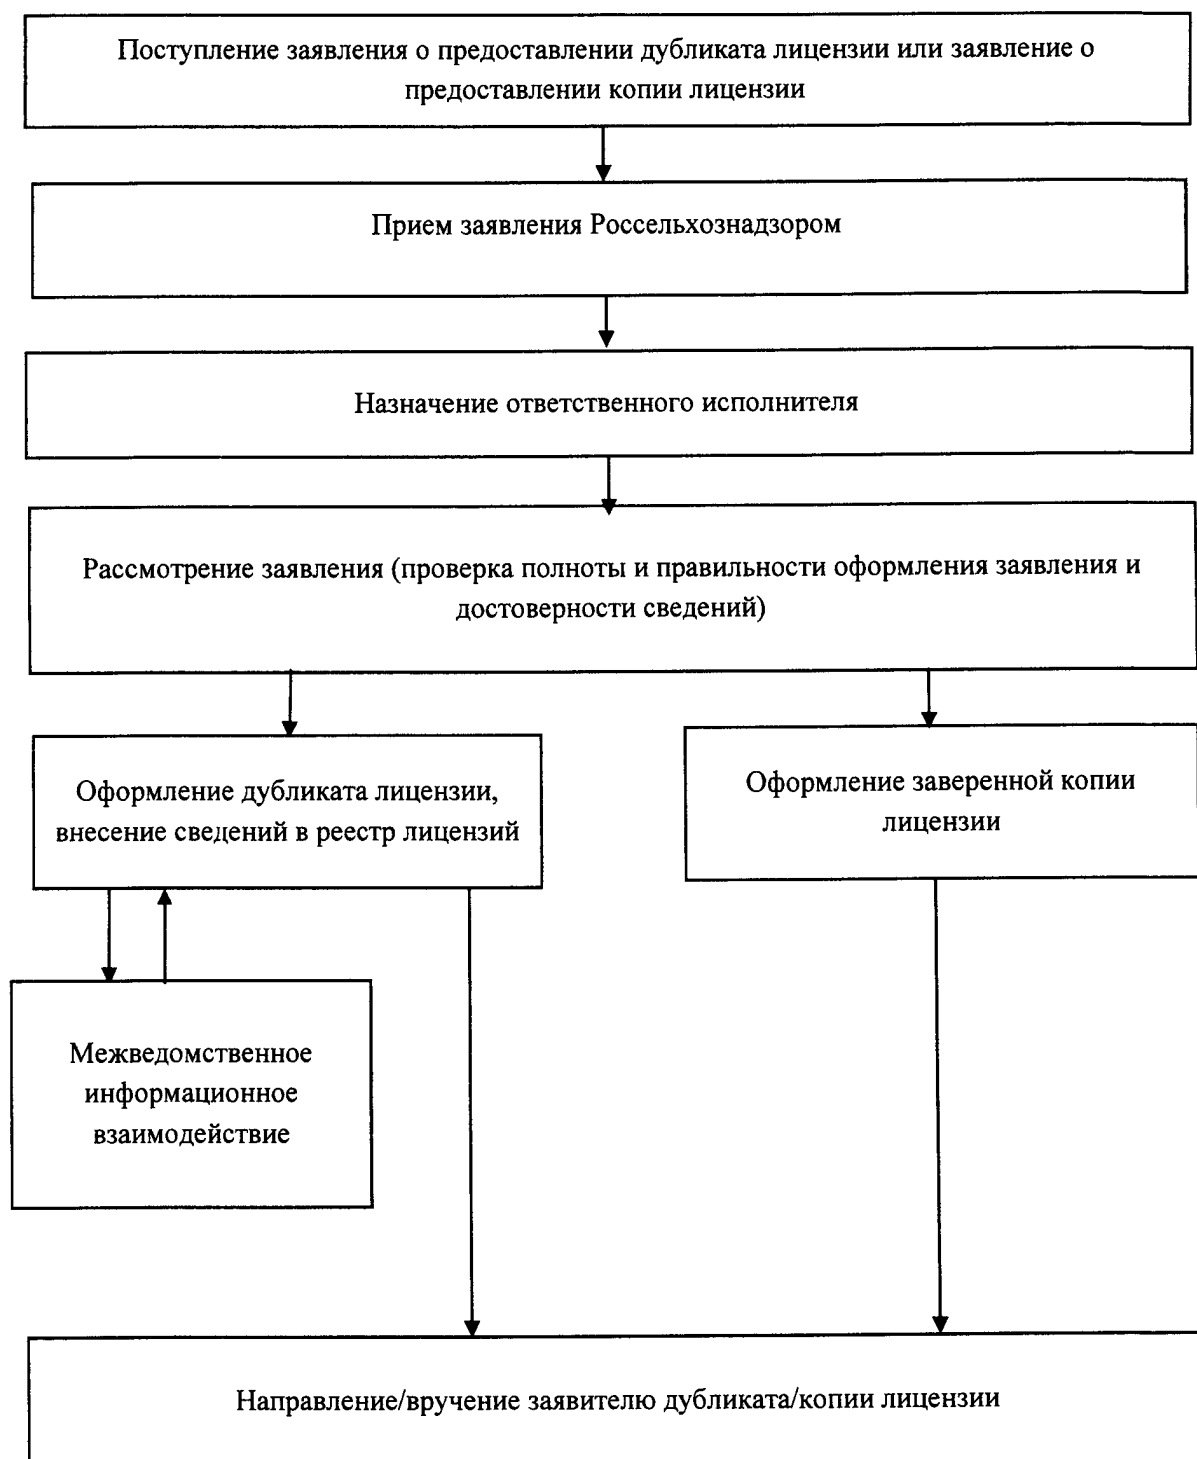 Поступление заявления о предоставлении дубликата лицензии или заявление о
предоставлении копии лицензии
Прием заявления Россельхознадзором
Назначение ответственного исполнителя
Рассмотрение заявления (проверка полноты и правильности оформления заявления и
достоверности сведений)
Оформление дубликата лицензии,
внесение сведений в реестр лицензий
Оформление заверенной копии
лицензии
Межведомственное
информационное
взаимодействие
Направление/вручение заявителю дубликата/копии лицензии